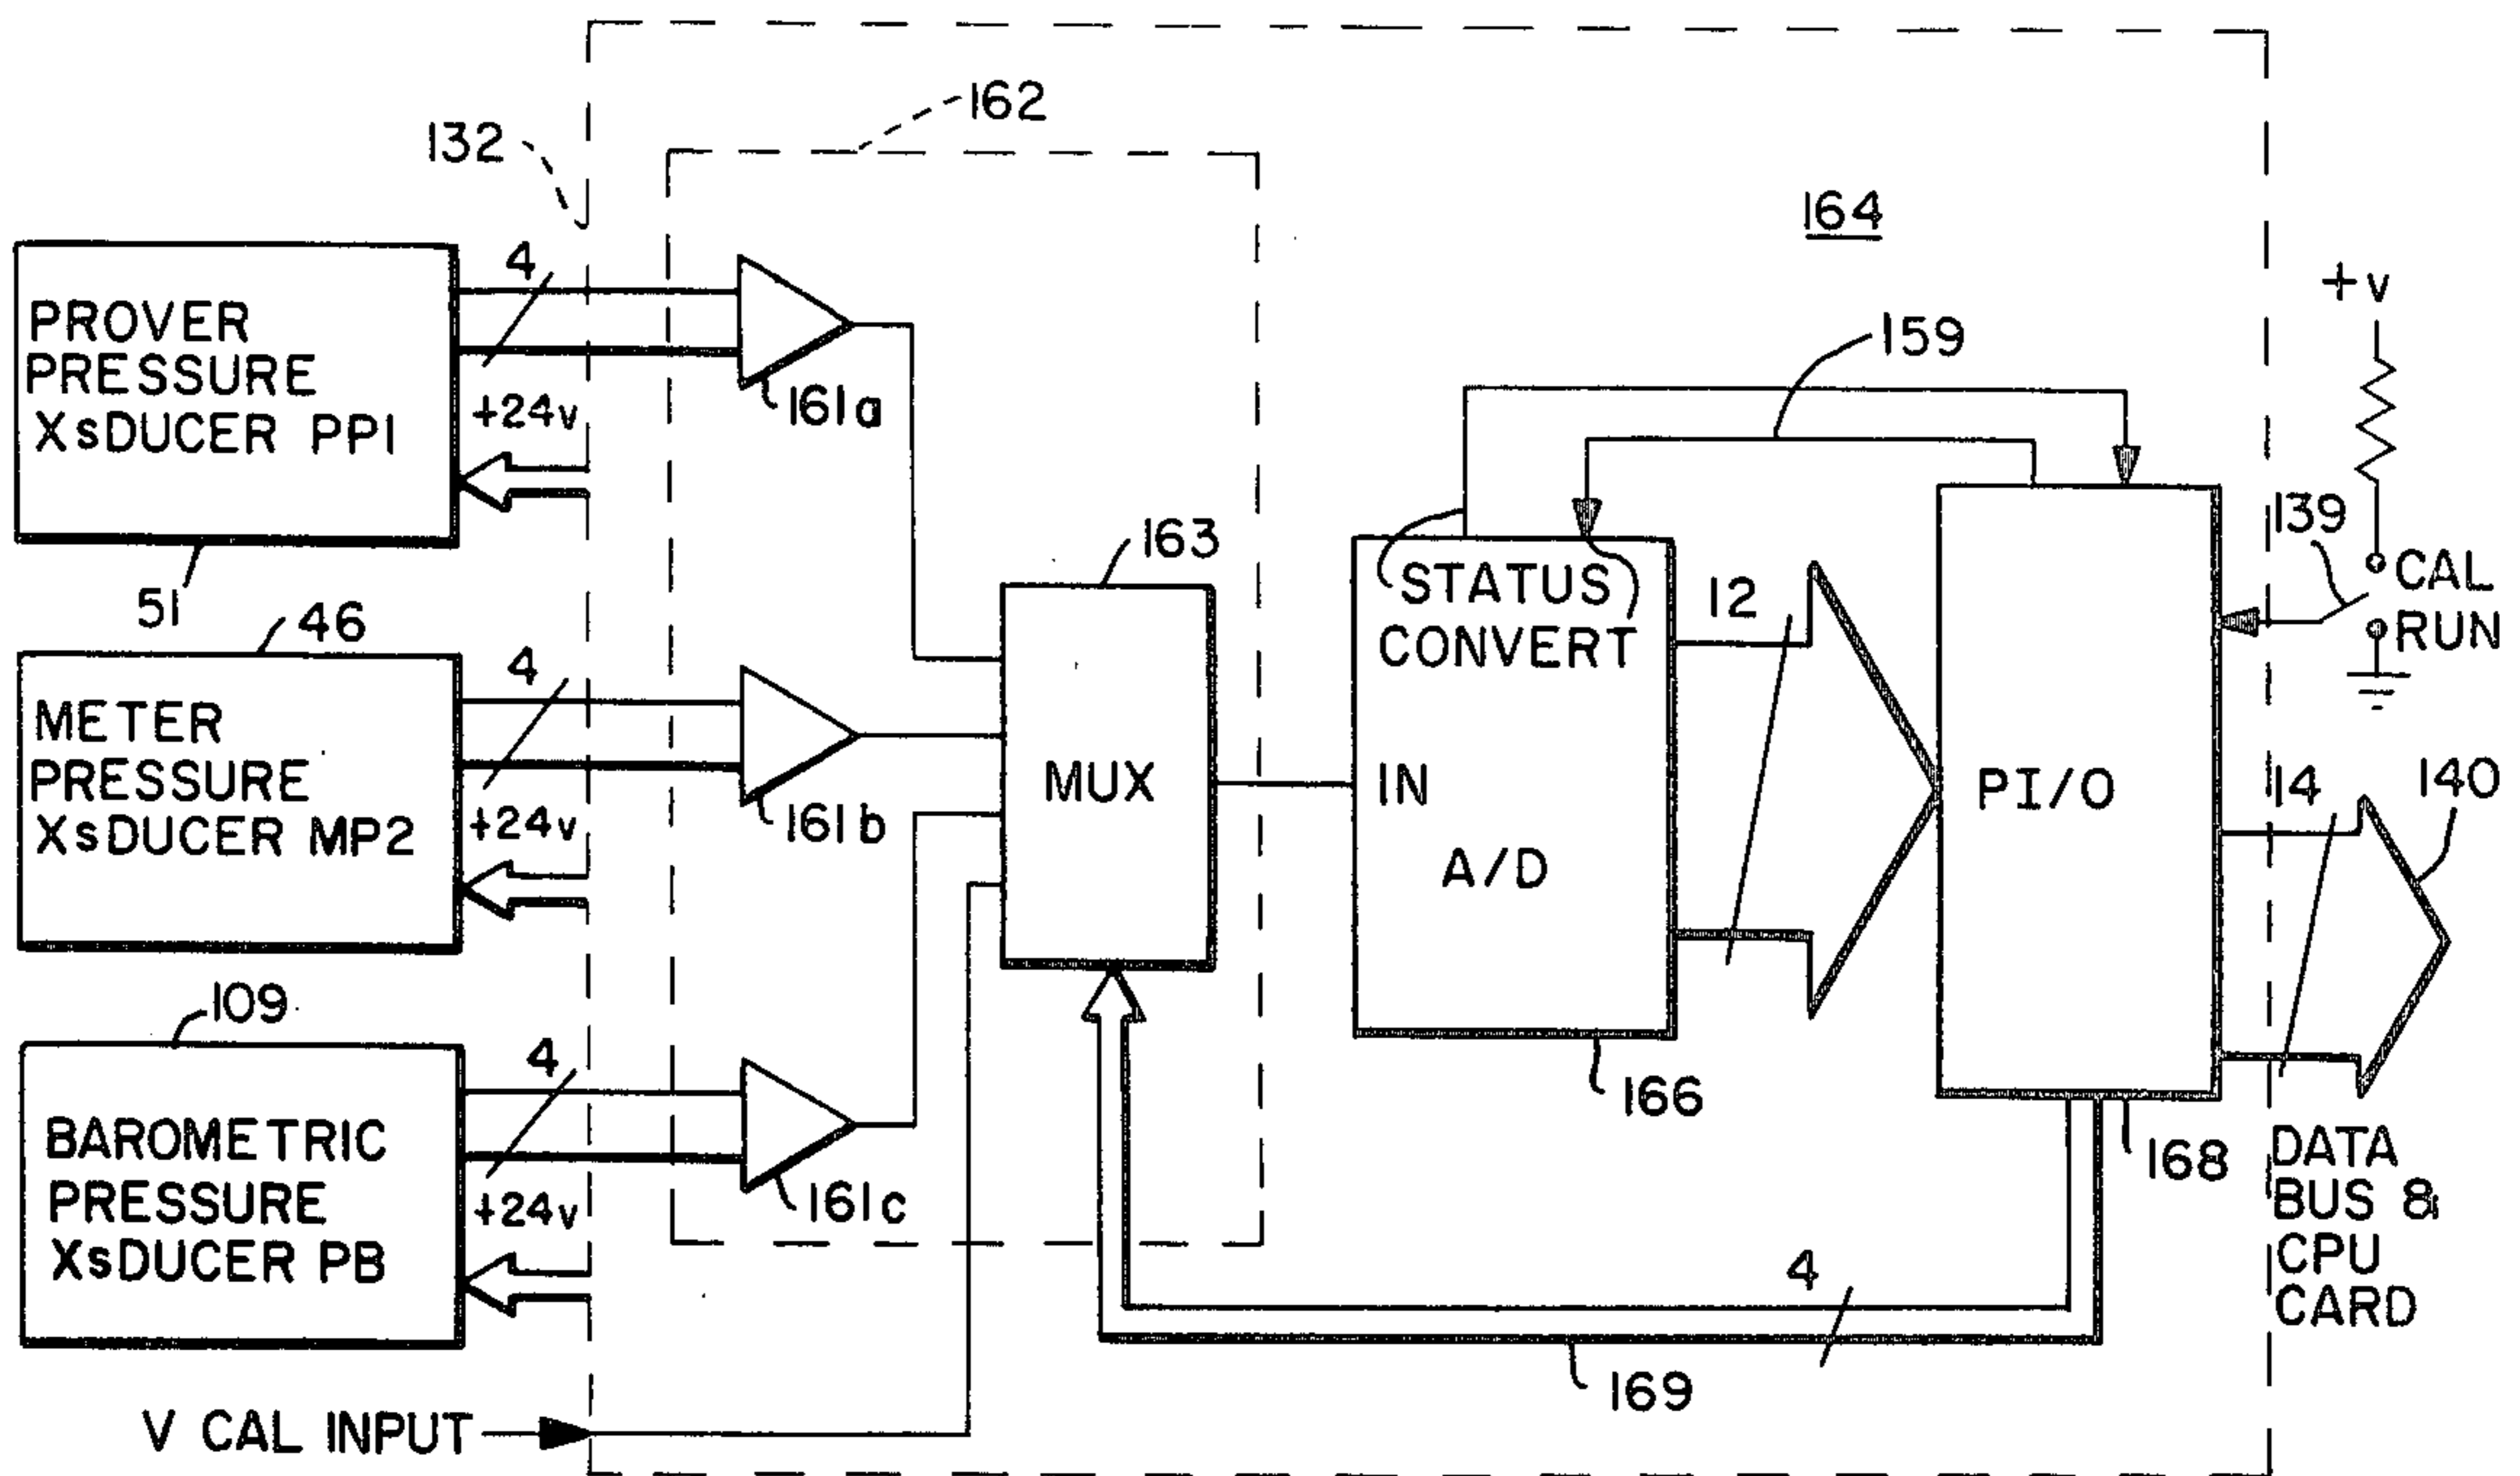 162
132
164
+v
4
PROVER
PRESSURE
XsDUCER PP1
+24v
161a
159
51
163
139
CAL
RUN
STATUS
CONVERT
12
46
4
METER
PRESSURE
XsDUCER MP2
+24v
161b
MUX
IN
A/D
PI/O
14
140
109
4
BAROMETRIC
PRESSURE
XsDUCER PB
+24v
161c
166
168
DATA
BUS &
CPU
CARD
4
169
V CAL INPUT